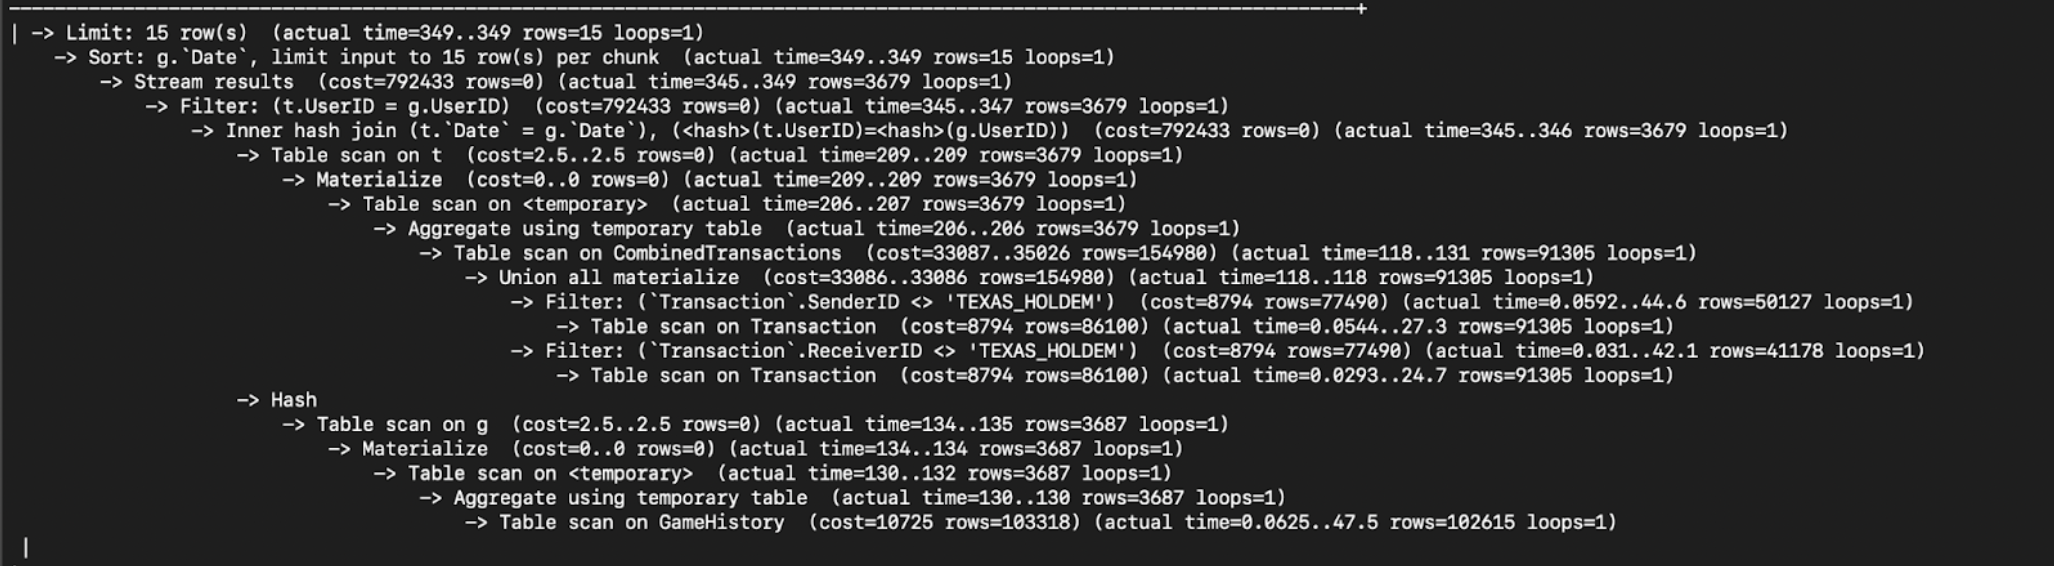 | -> Limit: 15 row(s)  (actual time=349..349 rows=15 loops=1)
-> Sort: g.`Date`, limit input to 15 row(s) per chunk  (actual time=349..349 rows=15 loops=1)
-> Stream results  (cost=792433 rows=0) (actual time=345..349 rows=3679 loops=1)
-> Filter: (t.UserID = g.UserID)  (cost=792433 rows=0) (actual time=345..347 rows=3679 loops=1)
-> Inner hash join (t.`Date` = g.`Date`), (<hash>(t.UserID)=<hash>(g.UserID))  (cost=792433 rows=0) (actual time=345..346 rows=3679 loops=1)
-> Table scan on t  (cost=2.5..2.5 rows=0) (actual time=209..209 rows=3679 loops=1)
-> Materialize  (cost=0..0 rows=0) (actual time=209..209 rows=3679 loops=1)
-> Table scan on <temporary>  (actual time=206..207 rows=3679 loops=1)
-> Aggregate using temporary table  (actual time=206..206 rows=3679 loops=1)
-> Table scan on CombinedTransactions  (cost=33087..35026 rows=154980) (actual time=118..131 rows=91305 loops=1)
-> Union all materialize  (cost=33086..33086 rows=154980) (actual time=118..118 rows=91305 loops=1)
-> Filter: (`Transaction`.SenderID <> 'TEXAS_HOLDEM')  (cost=8794 rows=77490) (actual time=0.0592..44.6 rows=50127 loops=1)
-> Table scan on Transaction  (cost=8794 rows=86100) (actual time=0.0544..27.3 rows=91305 loops=1)
-> Filter: (`Transaction`.ReceiverID <> 'TEXAS_HOLDEM')  (cost=8794 rows=77490) (actual time=0.031..42.1 rows=41178 loops=1)
-> Table scan on Transaction  (cost=8794 rows=86100) (actual time=0.0293..24.7 rows=91305 loops=1)
-> Hash
-> Table scan on g  (cost=2.5..2.5 rows=0) (actual time=134..135 rows=3687 loops=1)
-> Materialize  (cost=0..0 rows=0) (actual time=134..134 rows=3687 loops=1)
-> Table scan on <temporary>  (actual time=130..132 rows=3687 loops=1)
-> Aggregate using temporary table  (actual time=130..130 rows=3687 loops=1)
-> Table scan on GameHistory  (cost=10725 rows=103318) (actual time=0.0625..47.5 rows=102615 loops=1)
|